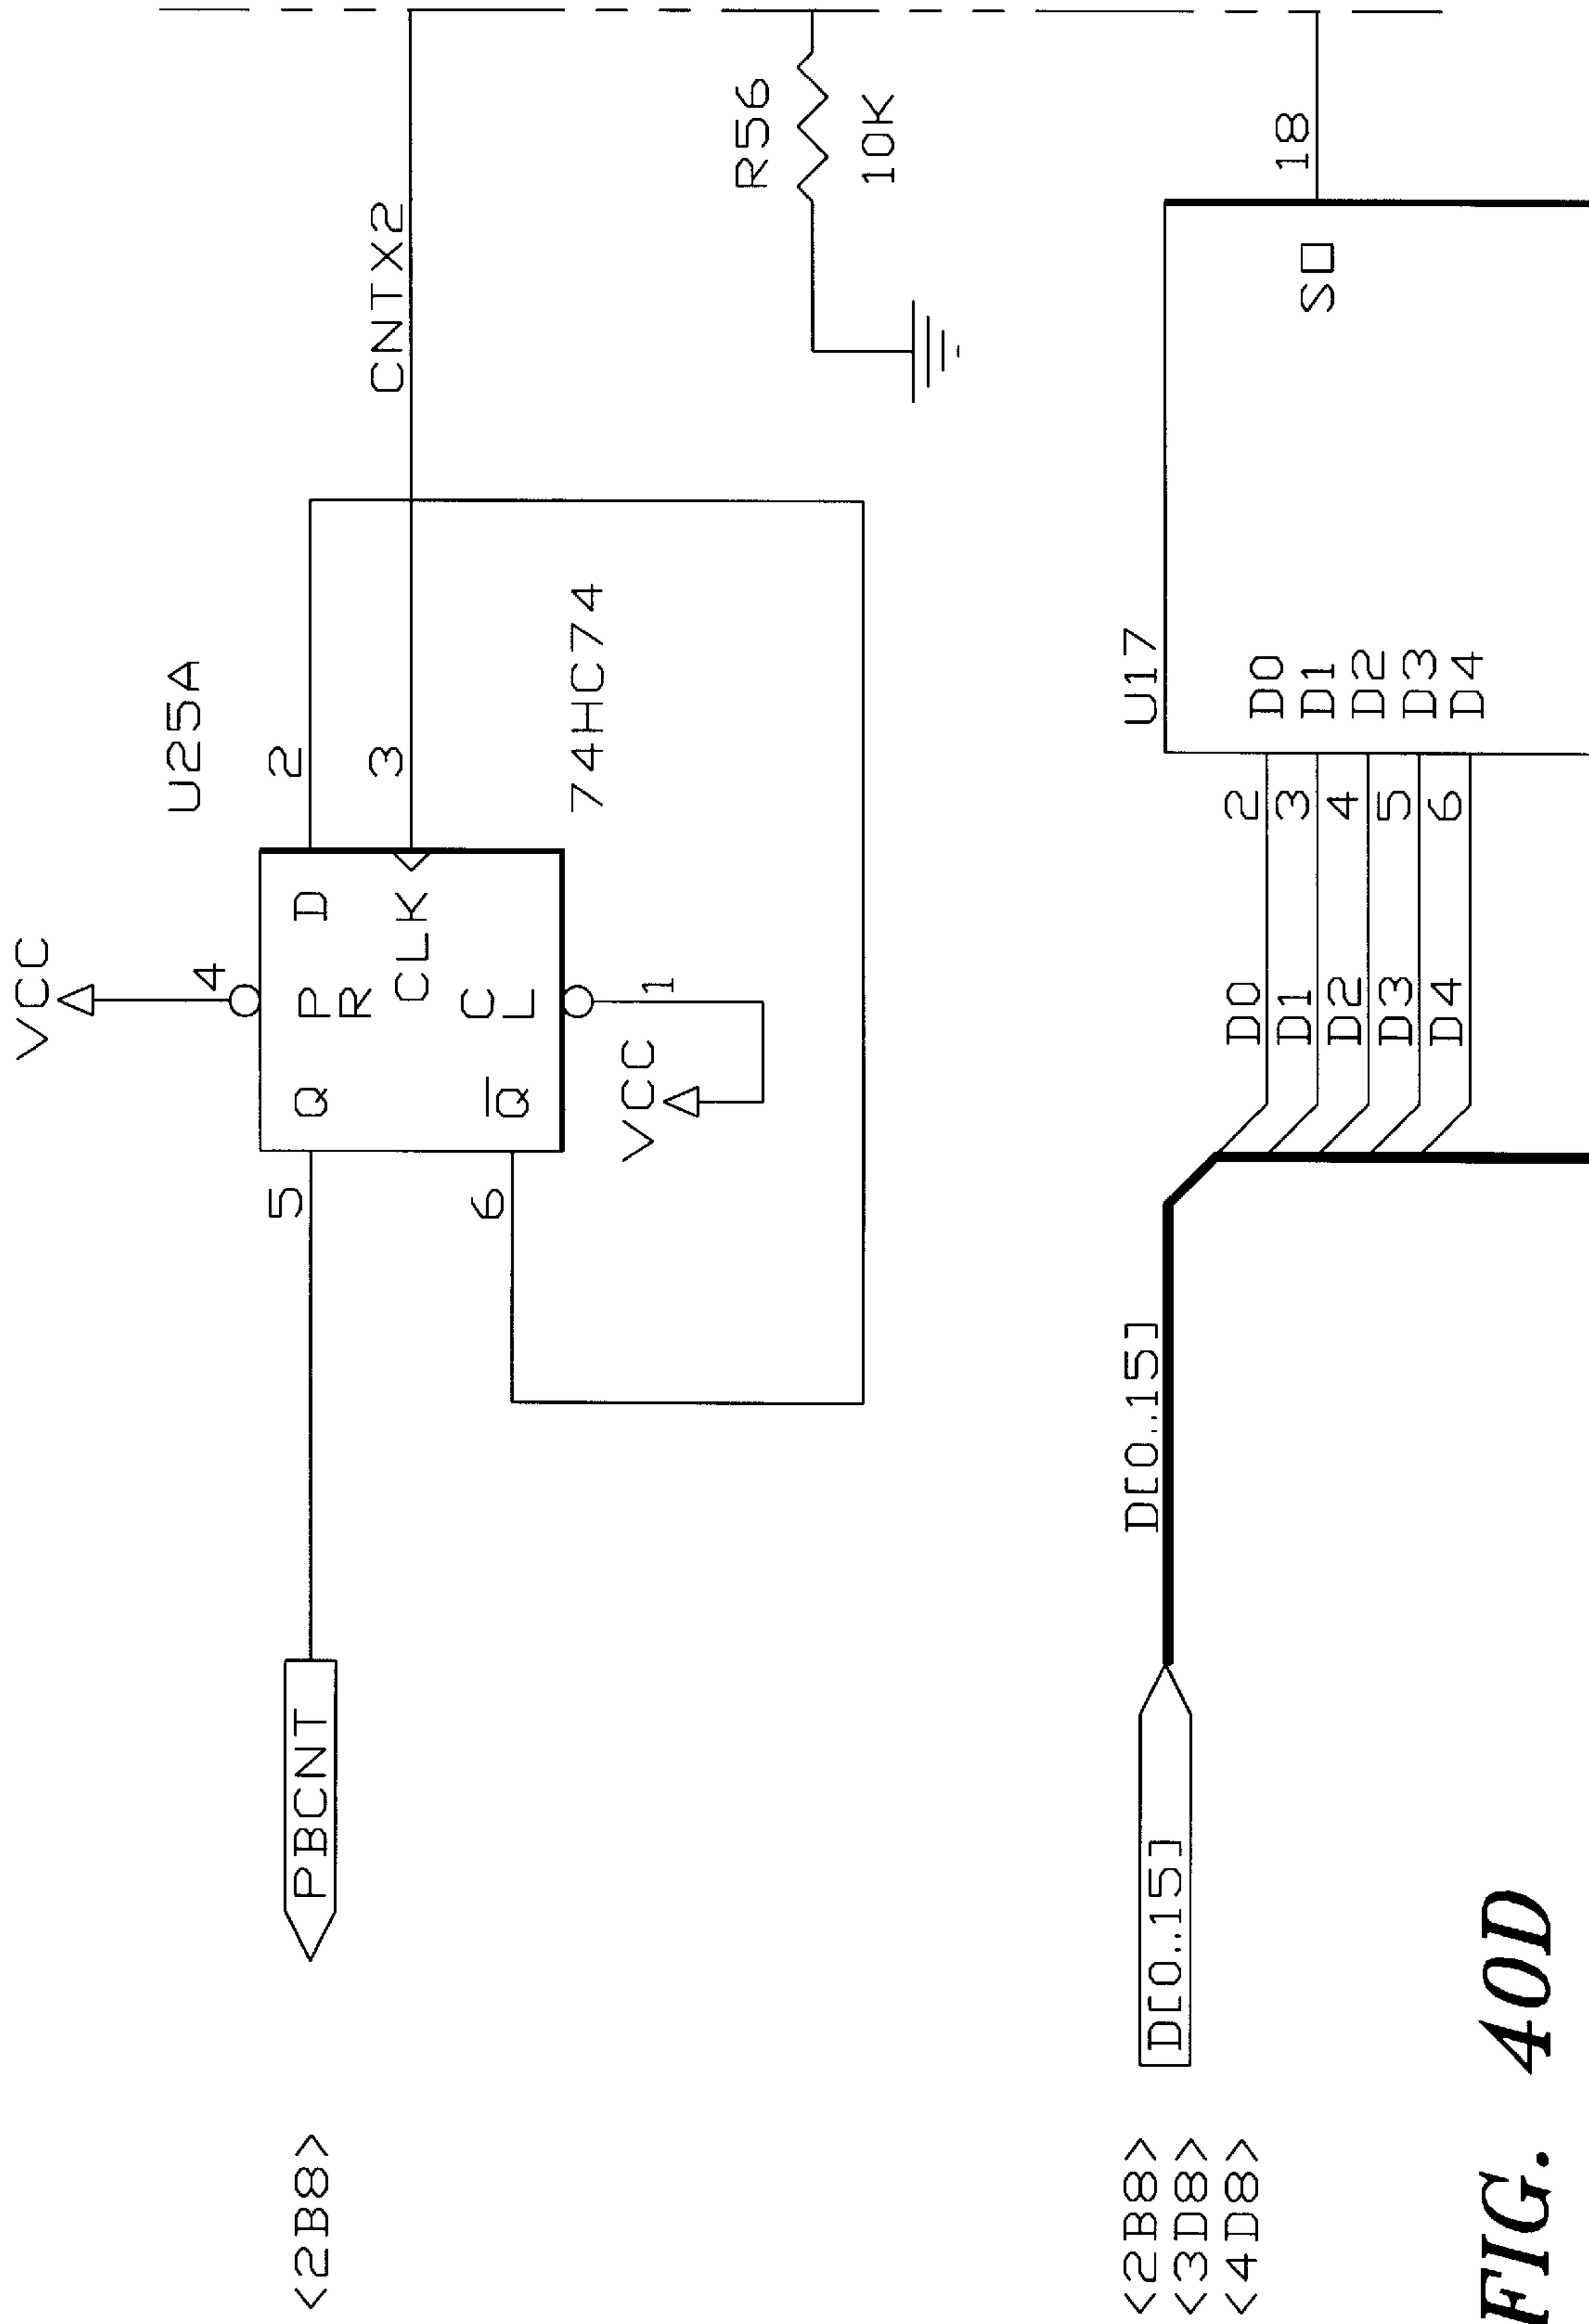 VCC
4
U25A
<2B8>
PBCNT
5
Q
PR
D
2
CLK
3
CNTX2
6
Q
CL
1
VCC
74HC74
R56
10K
<2B8>
<3D8>
<4D8>
D[0..15]
D[0..15]
U17
D0 2 D0
D1 3 D1
D2 4 D2
D3 5 D3
D4 6 D4
SO
18
FIG. 40D